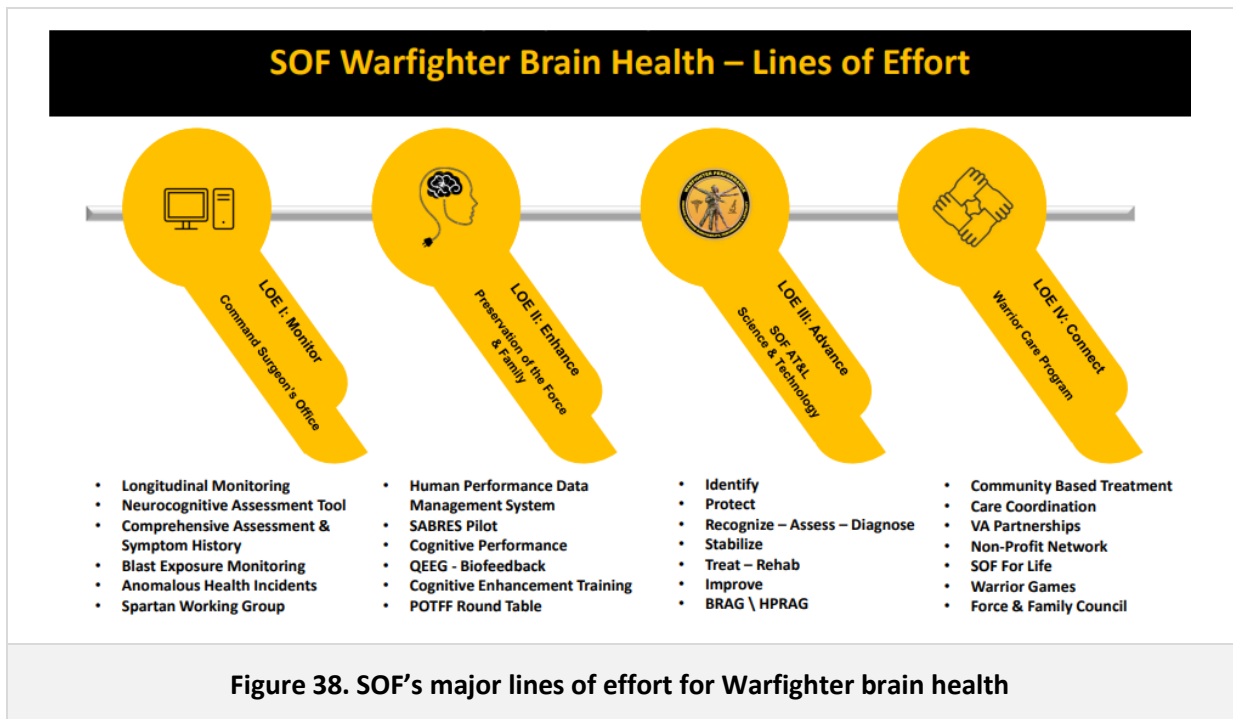 SOF Warfighter Brain Health – Lines of Effort
LOE I: Monitor
Command Surgeon's Office
LOE II: Enhance
Preservation of the Force
& Family
LOE III: Advance
SOF AT&L
Science & Technology
LOE IV: Connect
Warrior Care Program
• Longitudinal Monitoring
• Neurocognitive Assessment Tool
• Comprehensive Assessment &
Symptom History
• Blast Exposure Monitoring
• Anomalous Health Incidents
• Spartan Working Group
• Human Performance Data
Management System
• SABRES Pilot
• Cognitive Performance
• QEEG - Biofeedback
• Cognitive Enhancement Training
• POTFF Round Table
• Identify
• Protect
• Recognize – Assess – Diagnose
• Stabilize
• Treat – Rehab
• Improve
• BRAG \ HPRAG
• Community Based Treatment
• Care Coordination
• VA Partnerships
• Non-Profit Network
• SOF For Life
• Warrior Games
• Force & Family Council
Figure 38. SOF's major lines of effort for Warfighter brain health